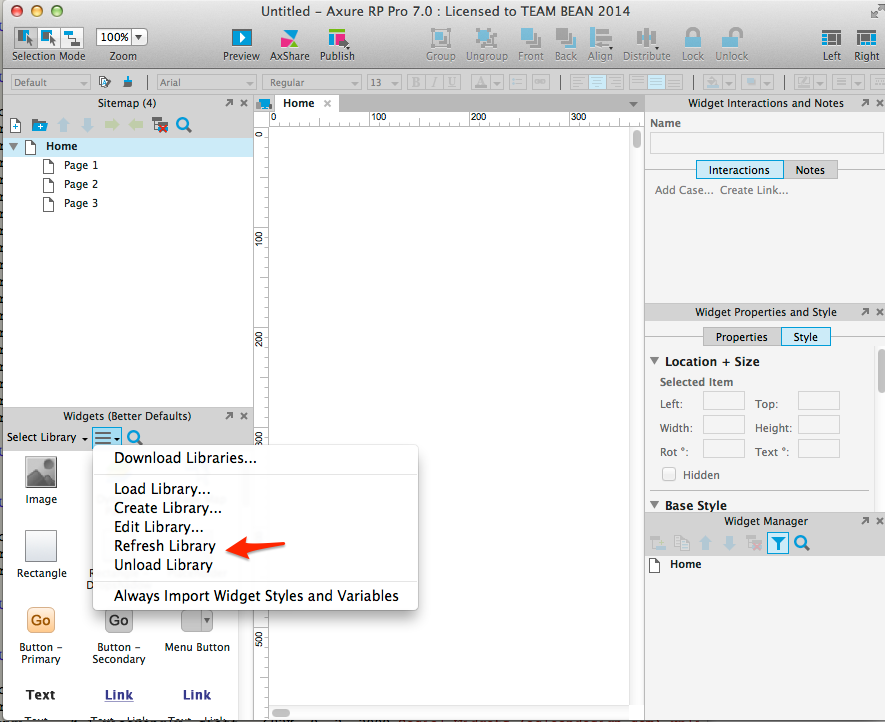 Untitled - Axure RP Pro 7.0 : Licensed to TEAM BEAN 2014
100%
Selection Mode Zoom Preview AxShare Publish Group Ungroup Front Back Align Distribute Lock Unlock Left Right
Default Arial Regular 13 B I U A
Sitemap (4)
Home
Page 1
Page 2
Page 3
Home
0 100 200 300
0
100
200
300
500
Widget Interactions and Notes
Name
Interactions Notes
Add Case... Create Link...
Widget Properties and Style
Properties Style
Location + Size
Selected Item
Left: Top:
Width: Height:
Rot °: Text °:
Hidden
Base Style
Widget Manager
Home
Widgets (Better Defaults)
Select Library
Download Libraries...
Load Library...
Create Library...
Edit Library...
Refresh Library
Unload Library
Always Import Widget Styles and Variables
Image
Rectangle
Go Go
Button - Primary
Button - Secondary
Menu Button
Text Link Link